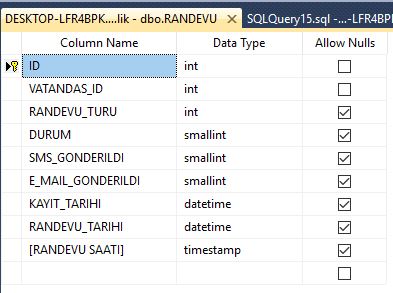 DESKTOP-LFR4BPK....lik - dbo.RANDEVU SQLQuery15.sql -...-LFR4BPK
Column Name Data Type Allow Nulls
ID int
VATANDAS_ID int
RANDEVU_TURU int
DURUM smallint
SMS_GONDERILDI smallint
E_MAIL_GONDERILDI smallint
KAYIT_TARIHI datetime
RANDEVU_TARIHI datetime
[RANDEVU SAATI] timestamp